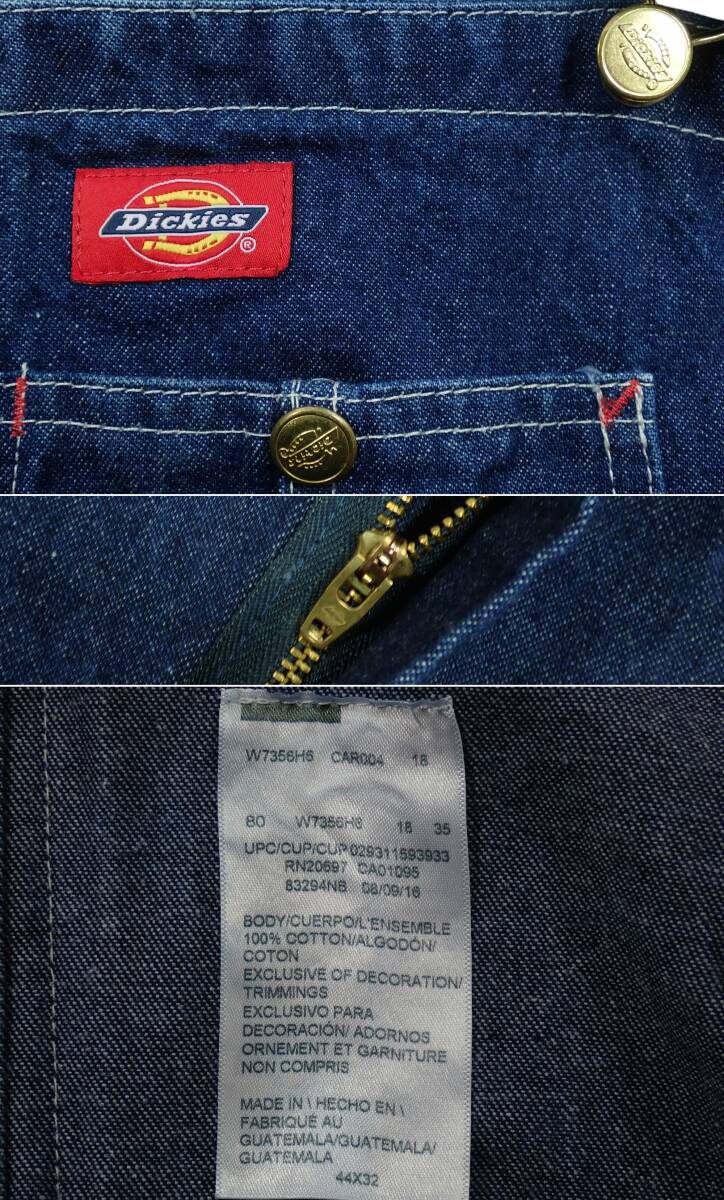 Dickies
®
W7356H6 CAR004 18
80 W7356H6 18 35
UPC/CUP/CUP 029311593933
RN20697 CA01095
83294NB 08/09/16
BODY/CUERPO/L'ENSEMBLE
100% COTTON/ALGODÓN/
COTON
EXCLUSIVE OF DECORATION/
TRIMMINGS
EXCLUSIVO PARA
DECORACIÓN/ ADORNOS
ORNEMENT ET GARNITURE
NON COMPRIS
MADE IN \ HECHO EN \
FABRIQUÉ AU
GUATEMALA/GUATEMALA/
GUATEMALA
44X32